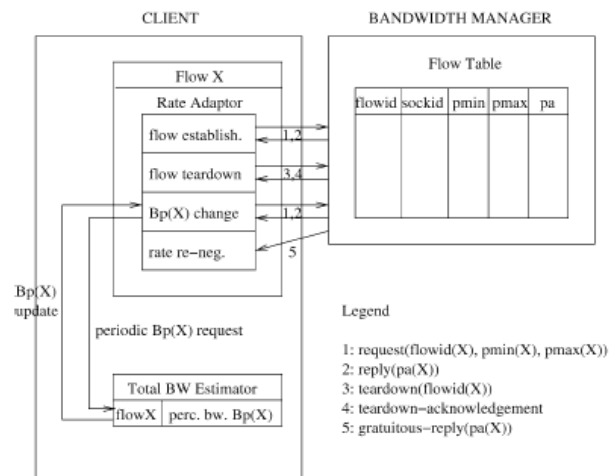 CLIENT
BANDWIDTH MANAGER
Flow X
Rate Adaptor
flow establish.
flow teardown
Bp(X) change
rate re-neg.
1,2
3,4
1,2
5
Flow Table
flowid sockid pmin pmax pa
Bp(X)
update
periodic Bp(X) request
Total BW Estimator
flowX perc. bw. Bp(X)
Legend
1: request(flowid(X), pmin(X), pmax(X))
2: reply(pa(X))
3: teardown(flowid(X))
4: teardown-acknowledgement
5: gratuitous-reply(pa(X))